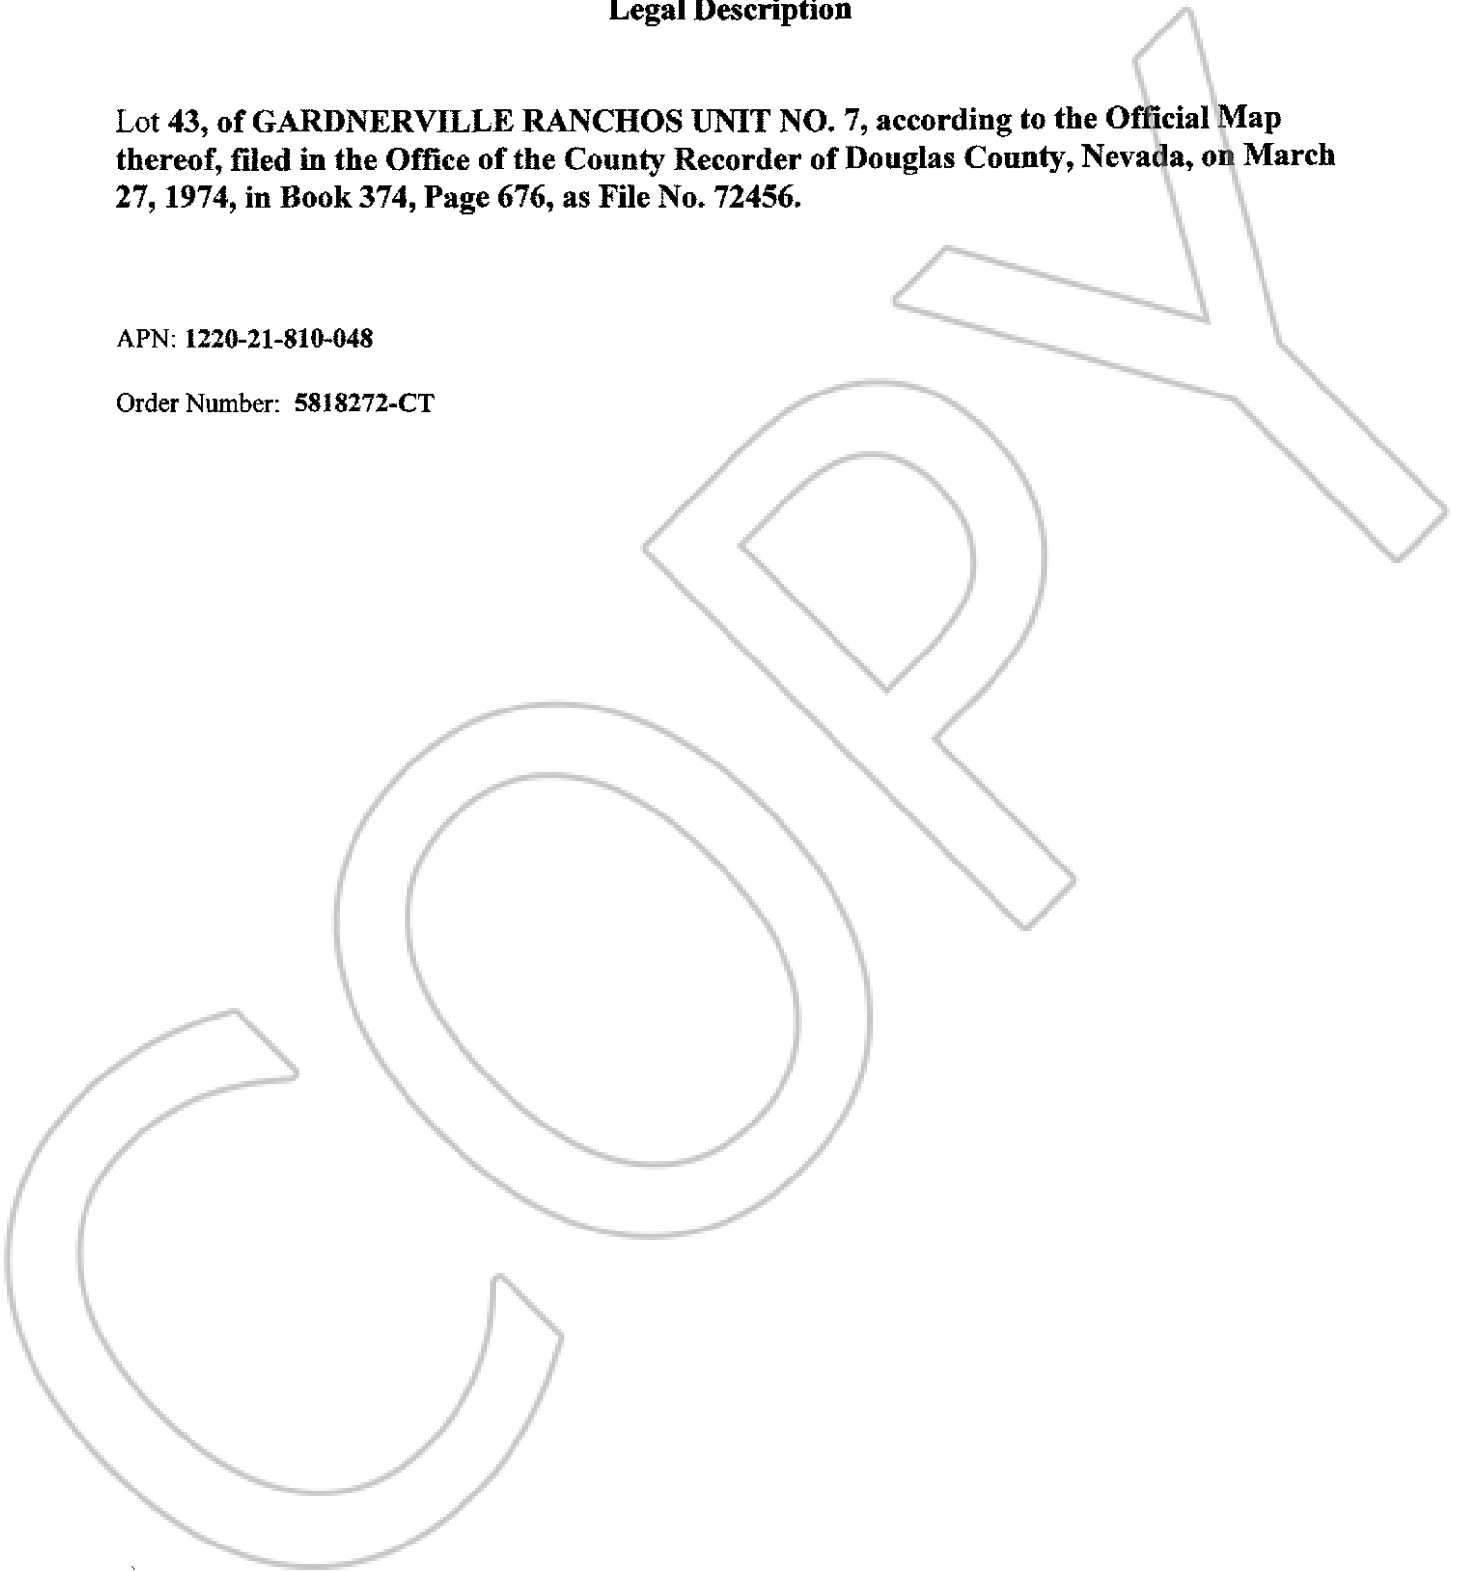 Legal Description
Lot 43, of GARDNERVILLE RANCHOS UNIT NO. 7, according to the Official Map
thereof, filed in the Office of the County Recorder of Douglas County, Nevada, on March
27, 1974, in Book 374, Page 676, as File No. 72456.
APN: 1220-21-810-048
Order Number: 5818272-CT
COPY